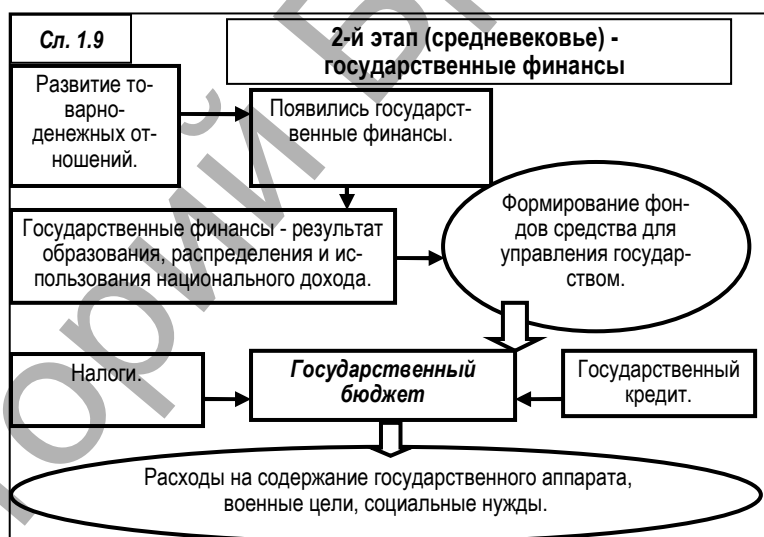 Сл. 1.9
2-й этап (средневековье) -
государственные финансы
Развитие то-
варно-
денежных от-
ношений.
Появились государст-
венные финансы.
Государственные финансы - результат
образования, распределения и ис-
пользования национального дохода.
Формирование фон-
дов средства для
управления государ-
ством.
Налоги.
Государственный
бюджет
Государственный
кредит.
Расходы на содержание государственного аппарата,
военные цели, социальные нужды.